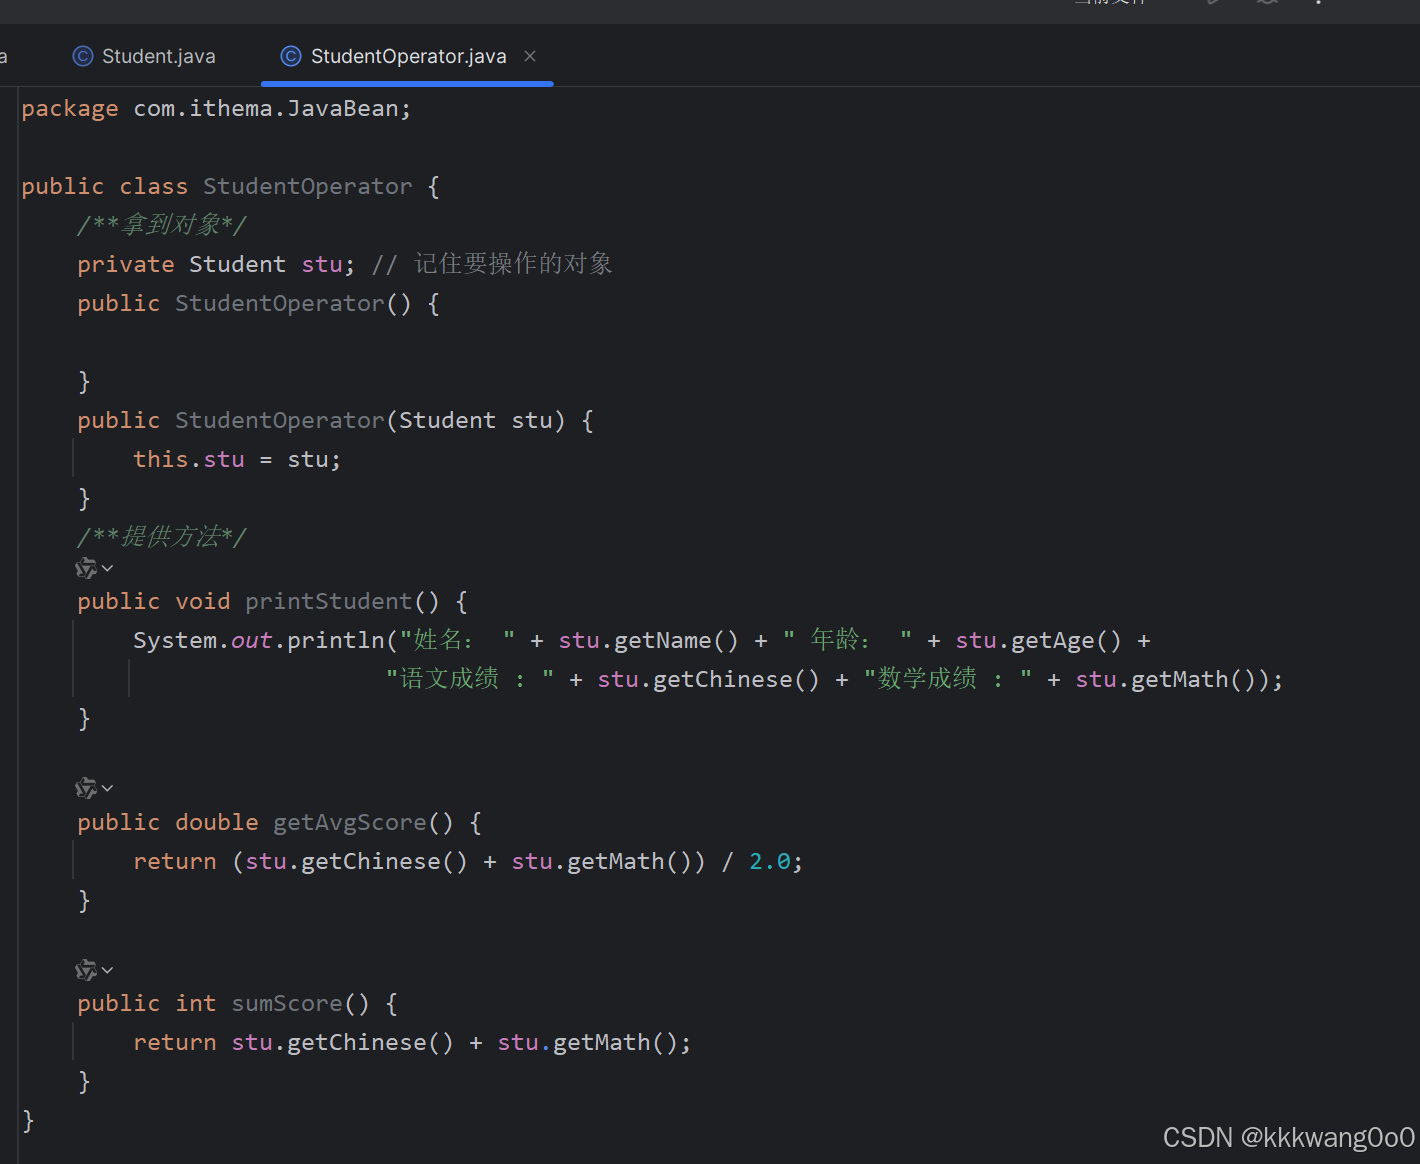 a Student.java StudentOperator.java
package com.ithema.JavaBean;
public class StudentOperator {
/**拿到对象*/
private Student stu; // 记住要操作的对象
public StudentOperator() {
}
public StudentOperator(Student stu) {
this.stu = stu;
}
/**提供方法*/
public void printStudent() {
System.out.println("姓名： " + stu.getName() + " 年龄： " + stu.getAge() +
"语文成绩 : " + stu.getChinese() + "数学成绩 : " + stu.getMath());
}
public double getAvgScore() {
return (stu.getChinese() + stu.getMath()) / 2.0;
}
public int sumScore() {
return stu.getChinese() + stu.getMath();
}
}
CSDN @kkkwang0o0